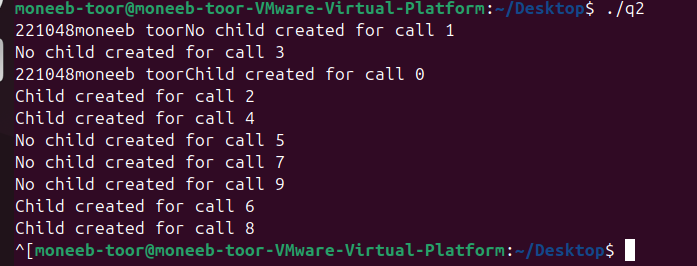 moneeb-toor@moneeb-toor-VMware-Virtual-Platform:~/Desktop$ ./q2
221048moneeb toorNo child created for call 1
No child created for call 3
221048moneeb toorChild created for call 0
Child created for call 2
Child created for call 4
No child created for call 5
No child created for call 7
No child created for call 9
Child created for call 6
Child created for call 8
^[moneeb-toor@moneeb-toor-VMware-Virtual-Platform:~/Desktop$